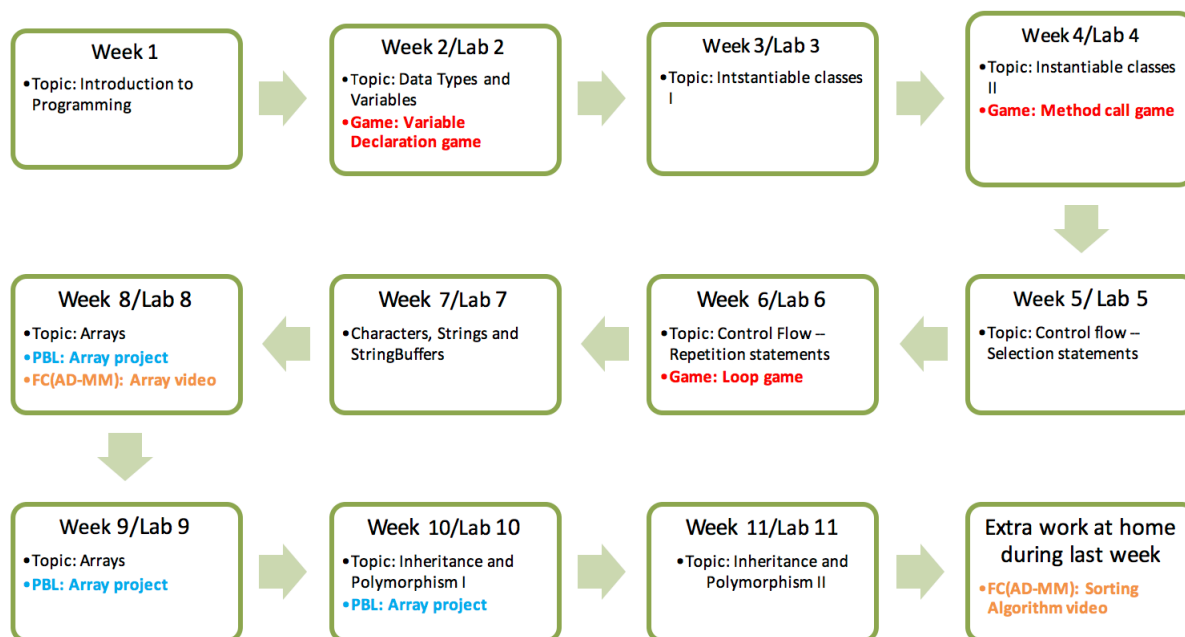 Week 1
•Topic: Introduction to
Programming
Week 2/Lab 2
•Topic: Data Types and
Variables
•Game: Variable
Declaration game
Week 3/Lab 3
•Topic: Intstantiable classes
I
Week 4/Lab 4
•Topic: Instantiable classes
II
•Game: Method call game
Week 5/ Lab 5
•Topic: Control flow –
Selection statements
Week 6/Lab 6
•Topic: Control Flow –
Repetition statements
•Game: Loop game
Week 7/Lab 7
•Characters, Strings and
StringBuffers
Week 8/Lab 8
•Topic: Arrays
•PBL: Array project
•FC(AD-MM): Array video
Week 9/Lab 9
•Topic: Arrays
•PBL: Array project
Week 10/Lab 10
•Topic: Inheritance and
Polymorphism I
•PBL: Array project
Week 11/Lab 11
•Topic: Inheritance and
Polymorphism II
Extra work at home
during last week
•FC(AD-MM): Sorting
Algorithm video